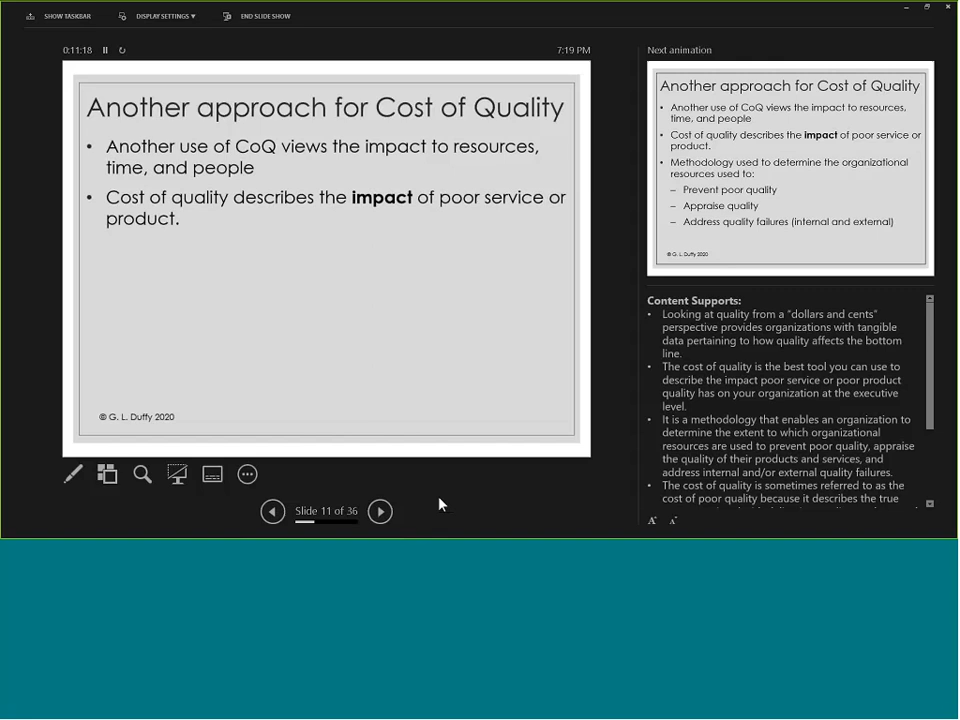 SHOW TASKBAR
DISPLAY SETTINGS ▾
END SLIDE SHOW
0:11:18
7:19 PM
Another approach for Cost of Quality
• Another use of CoQ views the impact to resources,
time, and people
• Cost of quality describes the impact of poor service or
product.
© G. L. Duffy 2020
Slide 11 of 36
Next animation
Another approach for Cost of Quality
• Another use of CoQ views the impact to resources,
time, and people
• Cost of quality describes the impact of poor service or
product.
• Methodology used to determine the organizational
resources used to:
– Prevent poor quality
– Appraise quality
– Address quality failures (internal and external)
© G. L. Duffy 2020
Content Supports:
• Looking at quality from a "dollars and cents"
perspective provides organizations with tangible
data pertaining to how quality affects the bottom
line.
• The cost of quality is the best tool you can use to
describe the impact poor service or poor product
quality has on your organization at the executive
level.
• It is a methodology that enables an organization to
determine the extent to which organizational
resources are used to prevent poor quality, appraise
the quality of their products and services, and
address internal and/or external quality failures.
• The cost of quality is sometimes referred to as the
cost of poor quality because it describes the true
A A